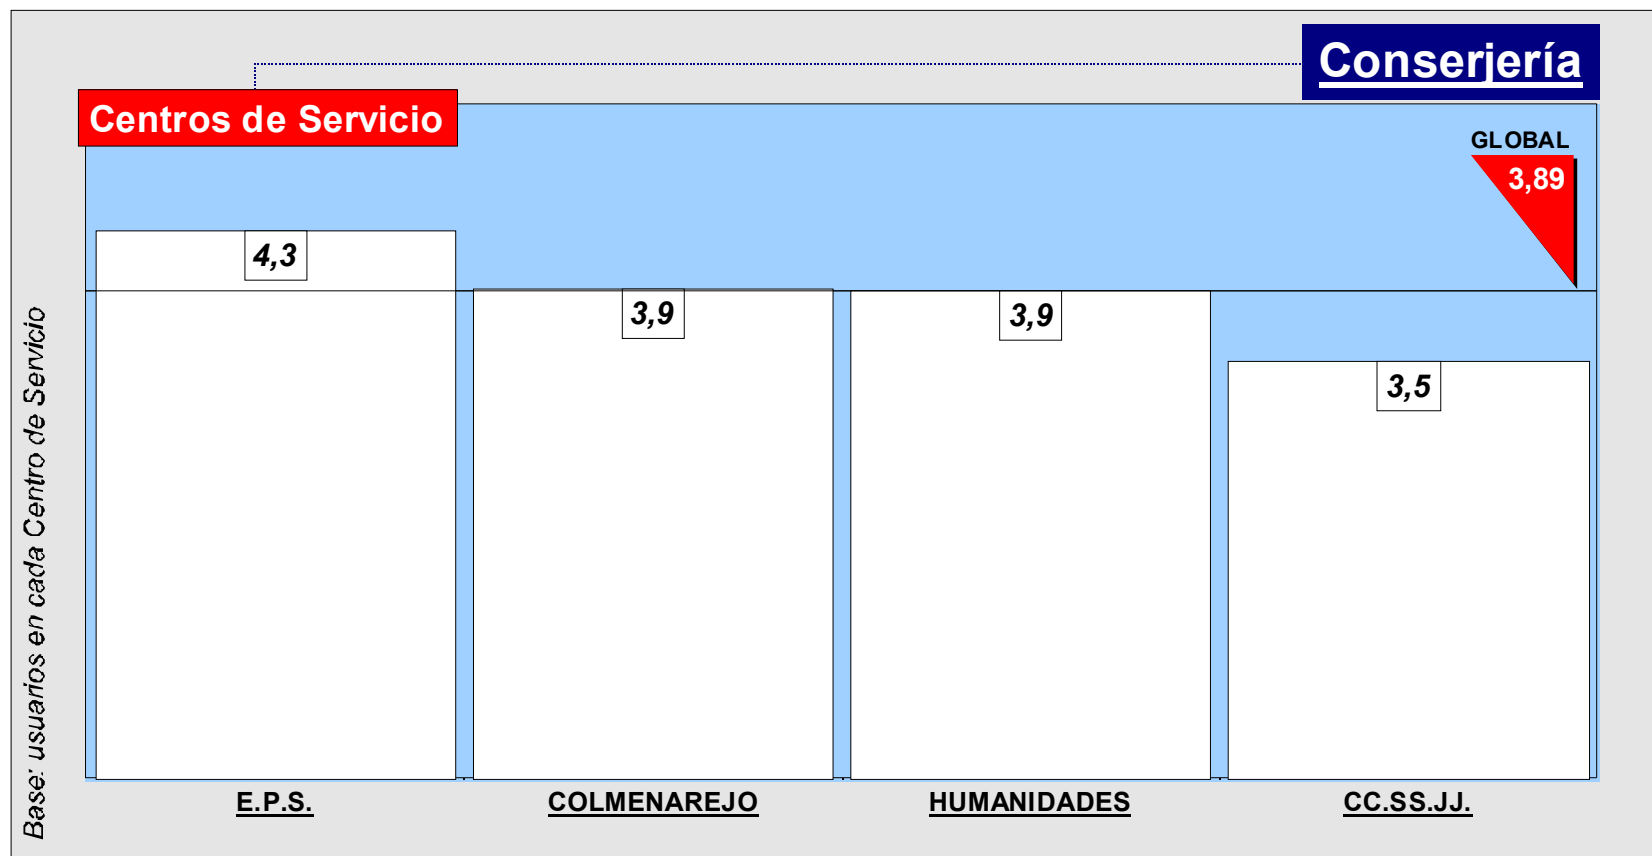 Conserjería
Centros de Servicio
GLOBAL
3,89
4,3
3,9
3,9
3,5
Base: usuarios en cada Centro de Servicio
E.P.S.
COLMENAREJO
HUMANIDADES
CC.SS.JJ.